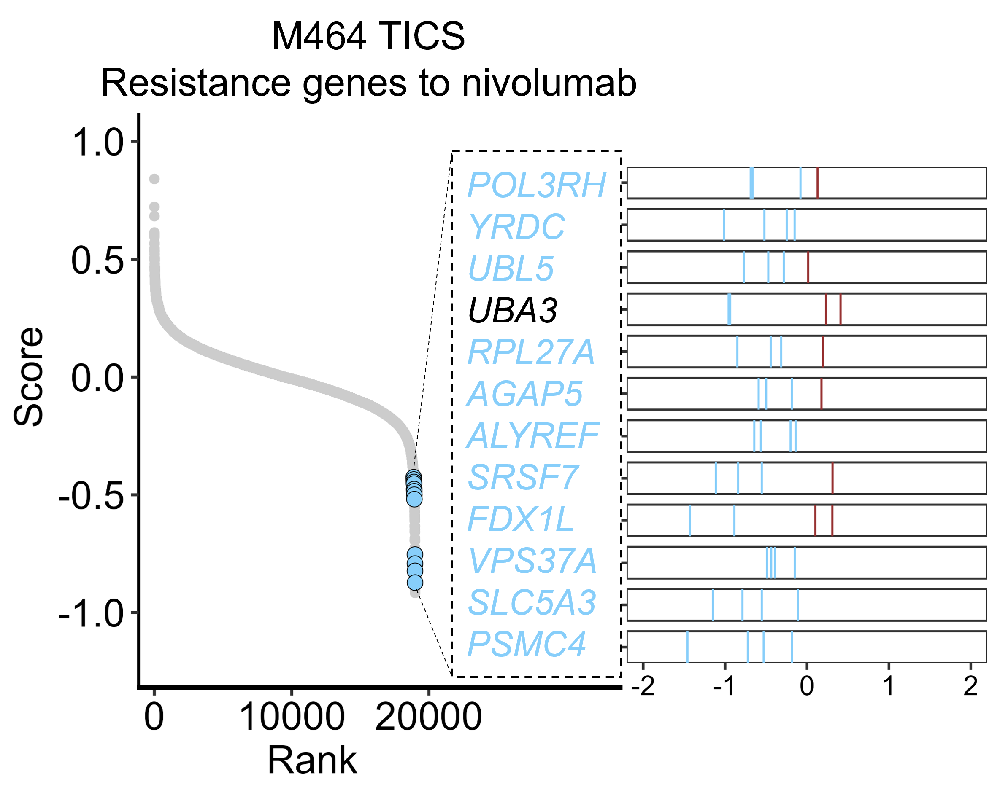 M464 TICS
Resistance genes to nivolumab
Score
1.0
0.5
0.0
-0.5
-1.0
0 10000 20000
Rank
POL3RH
YRDC
UBL5
UBA3
RPL27A
AGAP5
ALYREF
SRSF7
FDX1L
VPS37A
SLC5A3
PSMC4
-2 -1 0 1 2